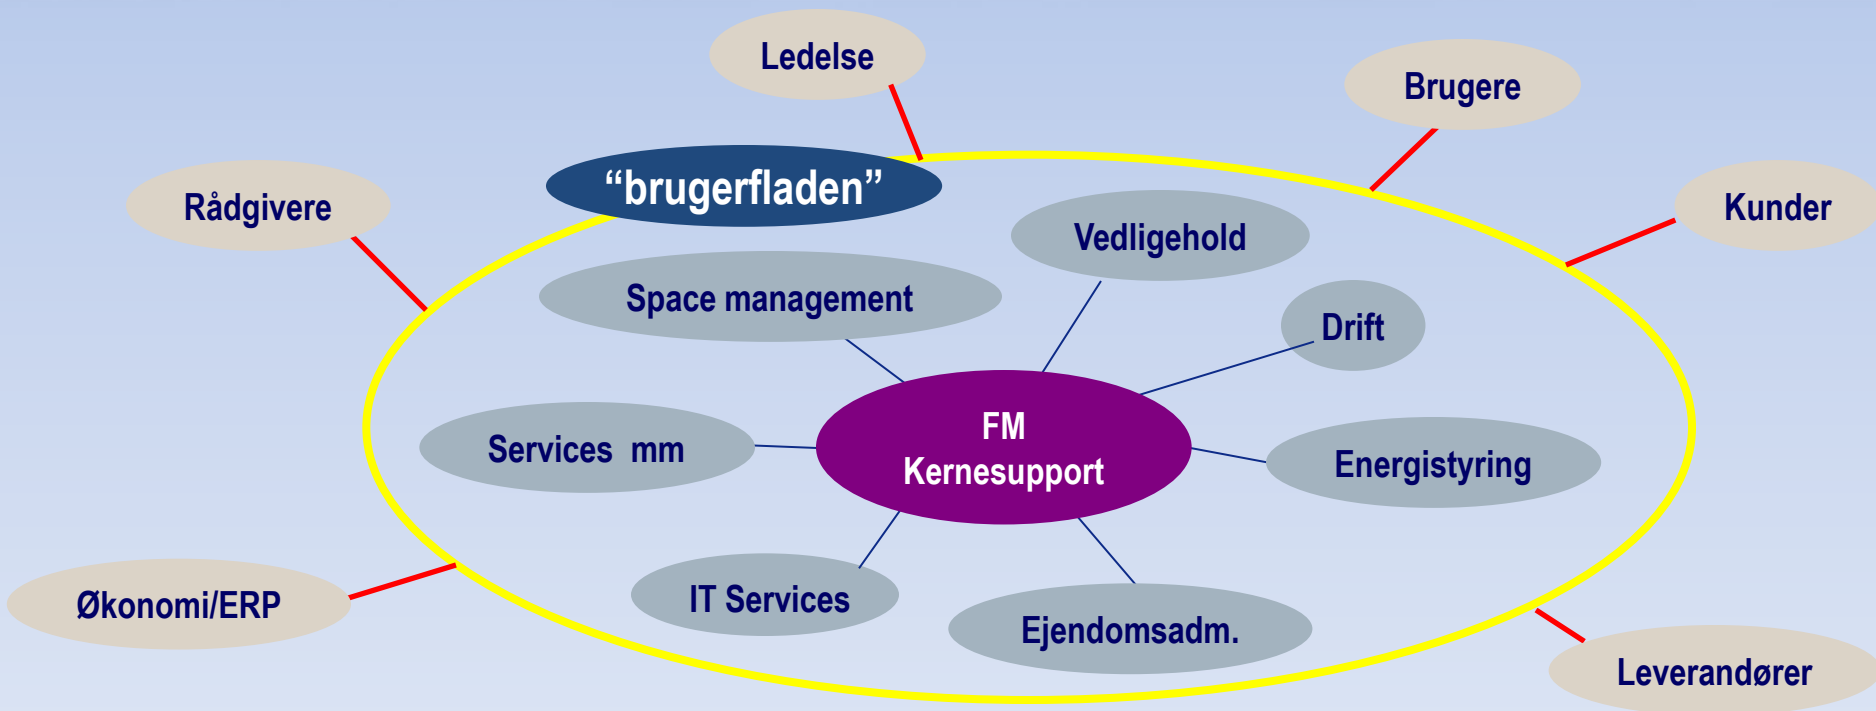 Ledelse
Brugere
“brugerfladen”
Rådgivere
Kunder
Vedligehold
Space management
Drift
FM
Kernesupport
Services mm
Energistyring
IT Services
Økonomi/ERP
Ejendomsadm.
Leverandører